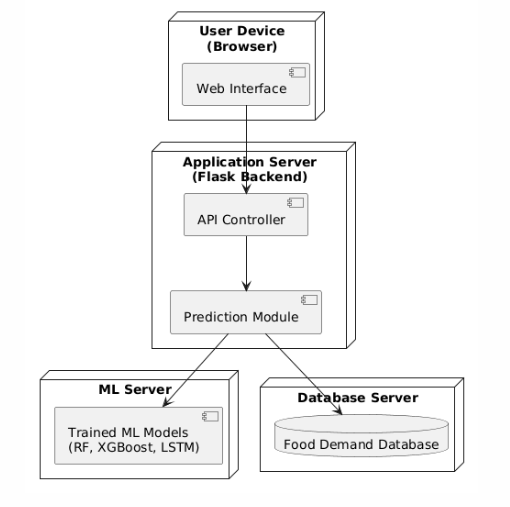 User Device
(Browser)
Web Interface
Application Server
(Flask Backend)
API Controller
Prediction Module
ML Server
Trained ML Models
(RF, XGBoost, LSTM)
Database Server
Food Demand Database